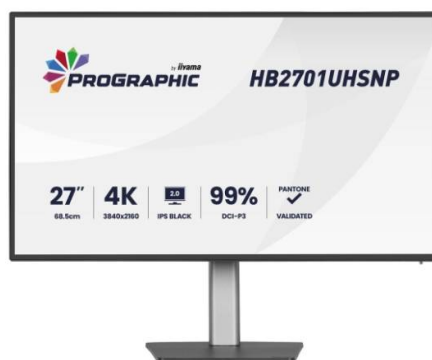 by iiyama
PROGRAPHIC
HB2701UHSNP
27" 4K 2.0 99% PANTONE
68.5cm 3840x2160 IPS BLACK DCI-P3 VALIDATED